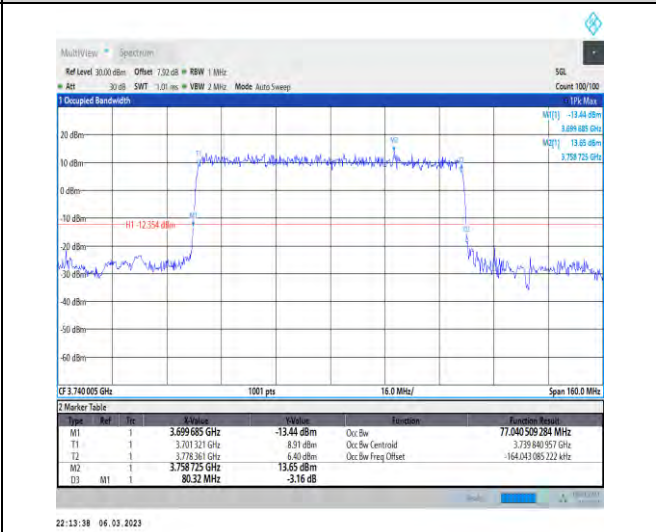 MultiView Spectrum
Ref Level 30.00 dBm Offset 7.92 dB RBW 1 MHz SGL
Att 30 dB SWT 1.01 ms VBW 2 MHz Mode Auto Sweep Count 100/100
1 Occupied Bandwidth 1Pk Max
M1[1] -13.44 dBm
3.699 685 GHz
M2[1] 13.65 dBm
3.758 725 GHz
20 dBm
10 dBm
0 dBm
-10 dBm
H1 -12.354 dBm
-20 dBm
-30 dBm
-40 dBm
-50 dBm
-60 dBm
T1
M2
M1
CF 3.740 005 GHz 1001 pts 16.0 MHz/ Span 160.0 MHz
2 Marker Table
Type Ref Trc X-Value Y-Value Function Function Result
M1 1 3.699 685 GHz -13.44 dBm Occ Bw 77.040 509 284 MHz
T1 1 3.701 321 GHz 8.91 dBm Occ Bw Centroid 3.739 840 957 GHz
T2 1 3.778 361 GHz 6.40 dBm Occ Bw Freq Offset -164.043 085 222 kHz
M2 1 3.758 725 GHz 13.65 dBm
D3 M1 1 80.32 MHz -3.16 dB
22:13:38 06.03.2023